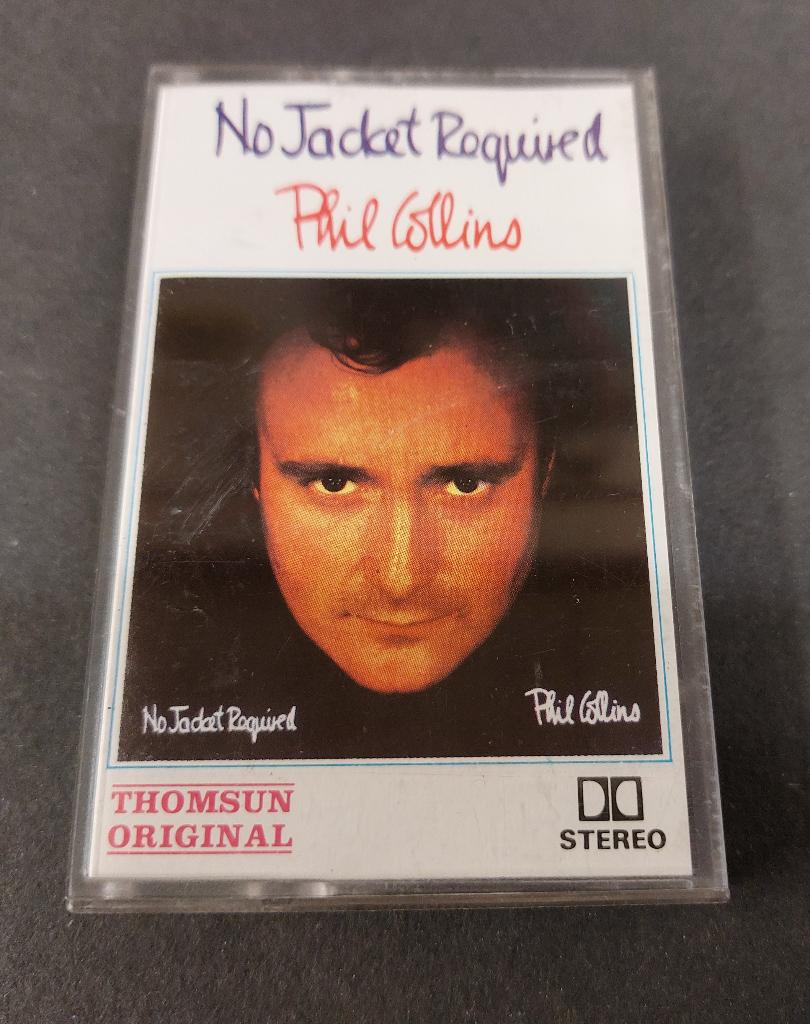 No Jacket Required
Phil Collins
No Jacket Required
Phil Collins
THOMSUN
ORIGINAL
STEREO